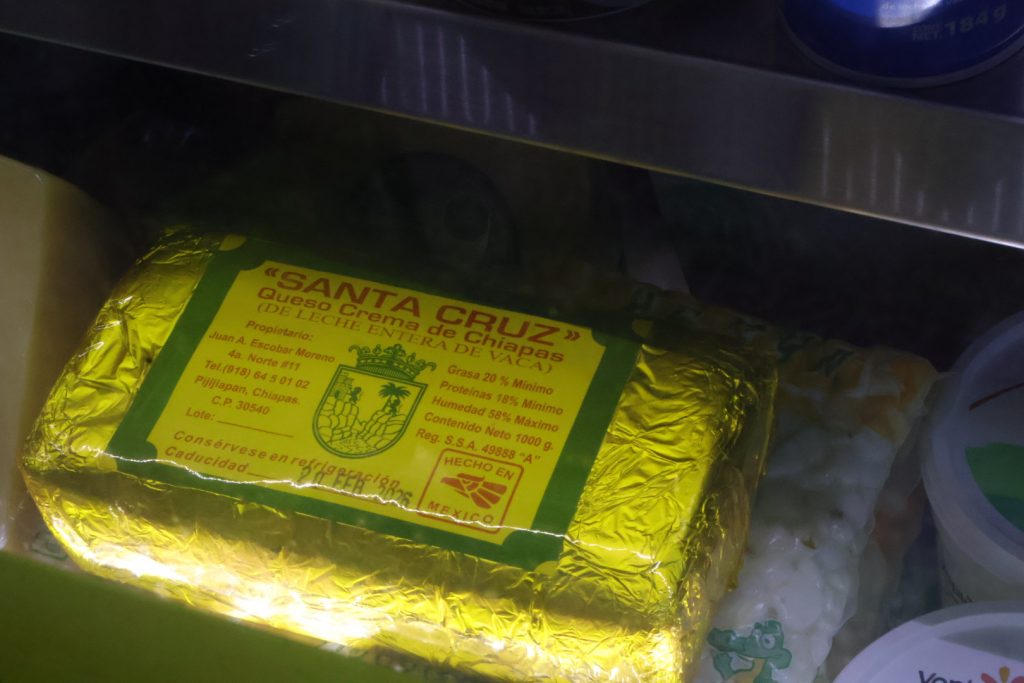 184 g
«SANTA CRUZ»
Queso Crema de Chiapas
(DE LECHE ENTERA DE VACA)
Propietario:
Juan A. Escobar Moreno
4a. Norte #11
Tel.(918) 64 5 01 02
Pijijiapan, Chiapas.
C.P. 30540
Lote:
Grasa 20 % Mínimo
Proteínas 18% Mínimo
Humedad 58% Máximo
Contenido Neto 1000 g.
Reg. S.S.A. 49888 "A"
Consérvese en refrigeración
Caducidad
FEB 2026
HECHO EN
MEXICO